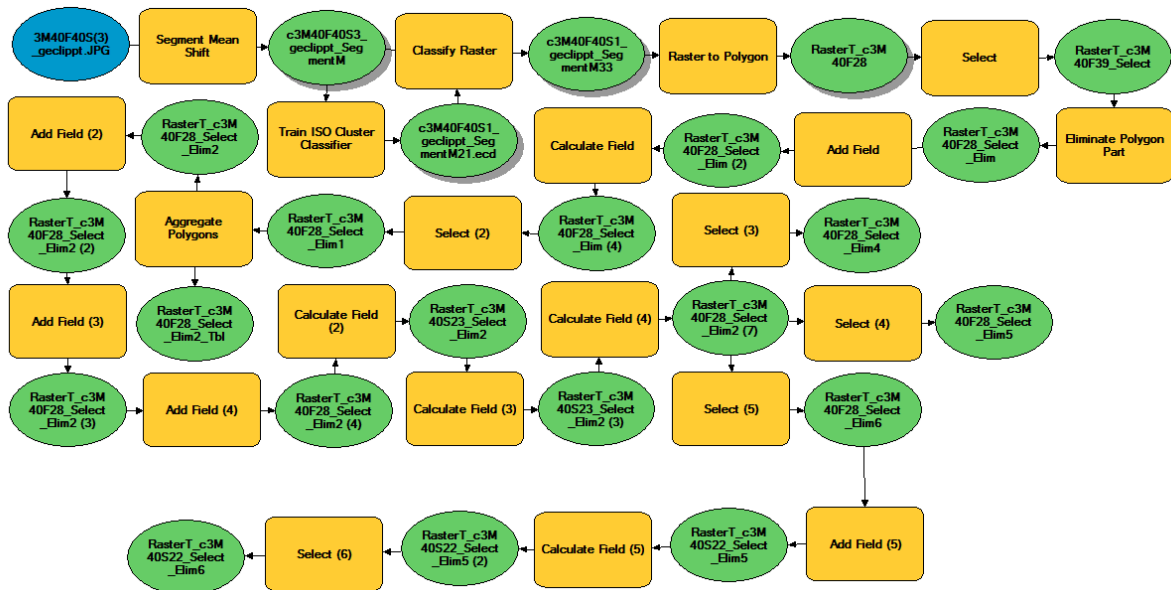 3M40F40S(3)
_geclippt.JPG
Segment Mean
Shift
c3M40F40S3_
geclippt_Seg
mentM
Classify Raster
c3M40F40S1_
geclippt_Seg
mentM33
Raster to Polygon
RasterT_c3M
40F28
Select
RasterT_c3M
40F39_Select
Add Field (2)
RasterT_c3M
40F28_Select
_Elim2
Train ISO Cluster
Classifier
c3M40F40S1_
geclippt_Seg
mentM21.ecd
Calculate Field
RasterT_c3M
40F28_Select
_Elim (2)
Add Field
RasterT_c3M
40F28_Select
_Elim
Eliminate Polygon
Part
RasterT_c3M
40F28_Select
_Elim2 (2)
Aggregate
Polygons
RasterT_c3M
40F28_Select
_Elim1
Select (2)
RasterT_c3M
40F28_Select
_Elim (4)
Select (3)
RasterT_c3M
40F28_Select
_Elim4
Add Field (3)
RasterT_c3M
40F28_Select
_Elim2_Tbl
Calculate Field
(2)
RasterT_c3M
40S23_Select
_Elim2
Calculate Field (4)
RasterT_c3M
40F28_Select
_Elim2 (7)
Select (4)
RasterT_c3M
40F28_Select
_Elim5
RasterT_c3M
40F28_Select
_Elim2 (3)
Add Field (4)
RasterT_c3M
40F28_Select
_Elim2 (4)
Calculate Field (3)
RasterT_c3M
40S23_Select
_Elim2 (3)
Select (5)
RasterT_c3M
40F28_Select
_Elim6
RasterT_c3M
40S22_Select
_Elim6
Select (6)
RasterT_c3M
40S22_Select
_Elim5 (2)
Calculate Field (5)
RasterT_c3M
40S22_Select
_Elim5
Add Field (5)